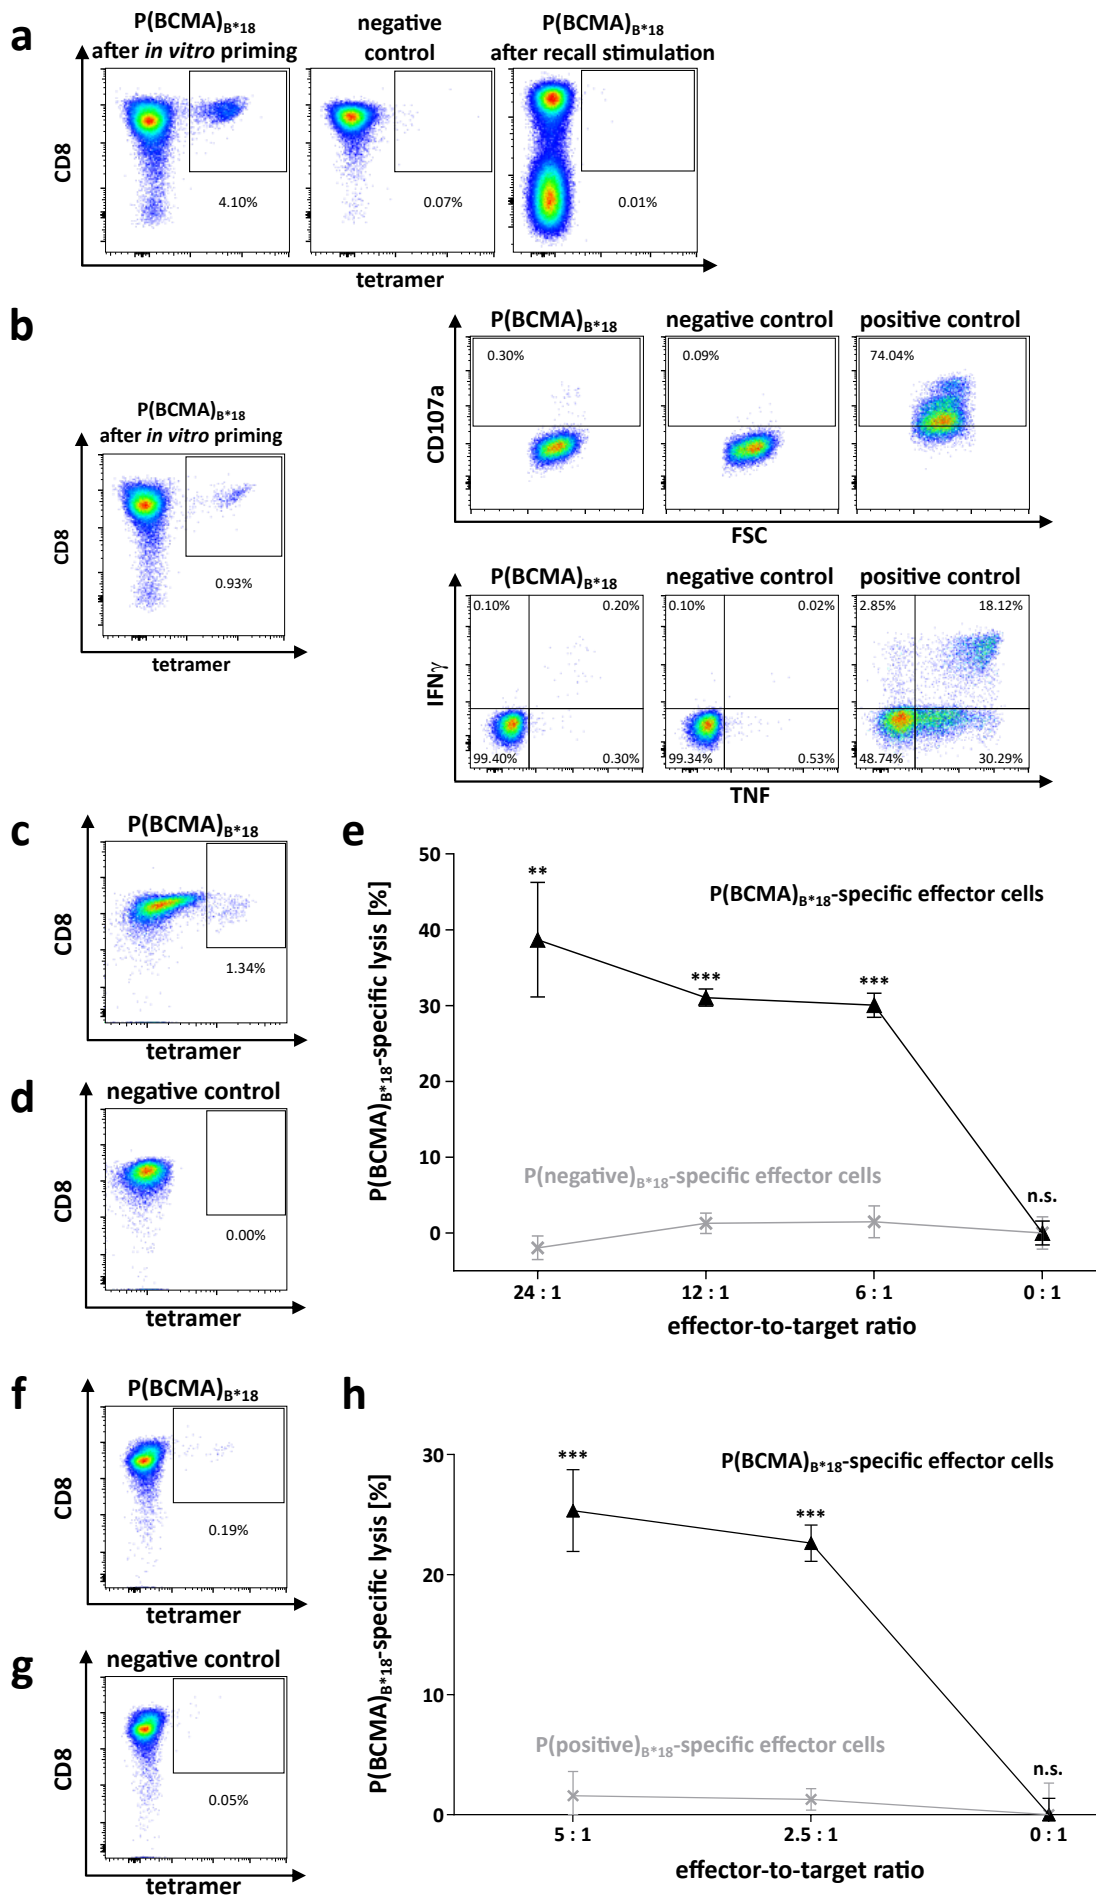 a
P(BCMA)B*18
after in vitro priming
negative
control
P(BCMA)B*18
after recall stimulation
CD8
4.10%
0.07%
0.01%
tetramer
b
P(BCMA)B*18
after in vitro priming
CD8
0.93%
tetramer
P(BCMA)B*18
negative control
positive control
CD107a
0.30%
0.09%
74.04%
FSC
P(BCMA)B*18
negative control
positive control
IFNγ
0.10%
0.20%
0.10%
0.02%
2.85%
18.12%
99.40%
0.30%
99.34%
0.53%
48.74%
30.29%
TNF
c
P(BCMA)B*18
CD8
1.34%
tetramer
d
negative control
CD8
0.00%
tetramer
e
P(BCMA)B*18-specific lysis [%]
50
40
30
20
10
0
**
***
***
n.s.
P(BCMA)B*18-specific effector cells
P(negative)B*18-specific effector cells
24 : 1
12 : 1
6 : 1
0 : 1
effector-to-target ratio
f
P(BCMA)B*18
CD8
0.19%
tetramer
g
negative control
CD8
0.05%
tetramer
h
P(BCMA)B*18-specific lysis [%]
30
20
10
0
***
***
n.s.
P(BCMA)B*18-specific effector cells
P(positive)B*18-specific effector cells
5 : 1
2.5 : 1
0 : 1
effector-to-target ratio